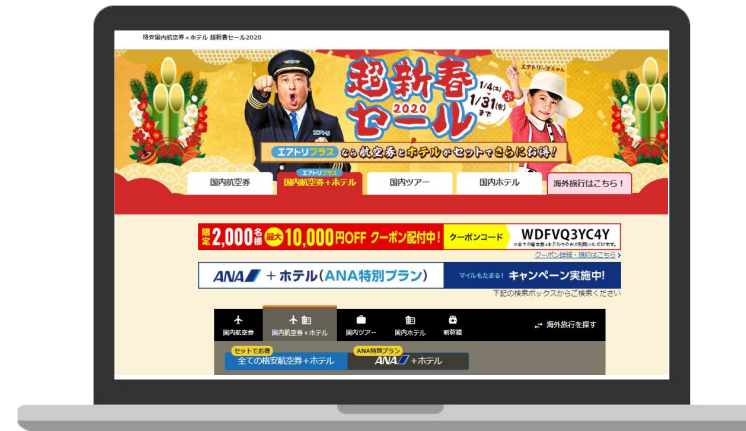 格安国内航空券+ホテル 超新春セール2020
超新春
2020
セール
1/4(土)
1/31(金)
まで
エアトリ
エアトリプラスなら航空券とホテルがセットでさらにお得!
国内航空券
エアトリプラス
国内航空券+ホテル
国内ツアー
国内ホテル
海外旅行はこちら!
限定2,000名様 最大10,000円OFF クーポン配付中!
クーポンコード
WDFVQ3YC4Y
クーポン詳細・規約はこちら
ANA + ホテル(ANA特別プラン)
マイルもたまる! キャンペーン実施中!
下記の検索ボックスからご検索ください
国内航空券
国内航空券+ホテル
国内ツアー
国内ホテル
新幹線
海外旅行を探す
セットでお得
全ての格安航空券+ホテル
ANA特別プラン
ANA +ホテル